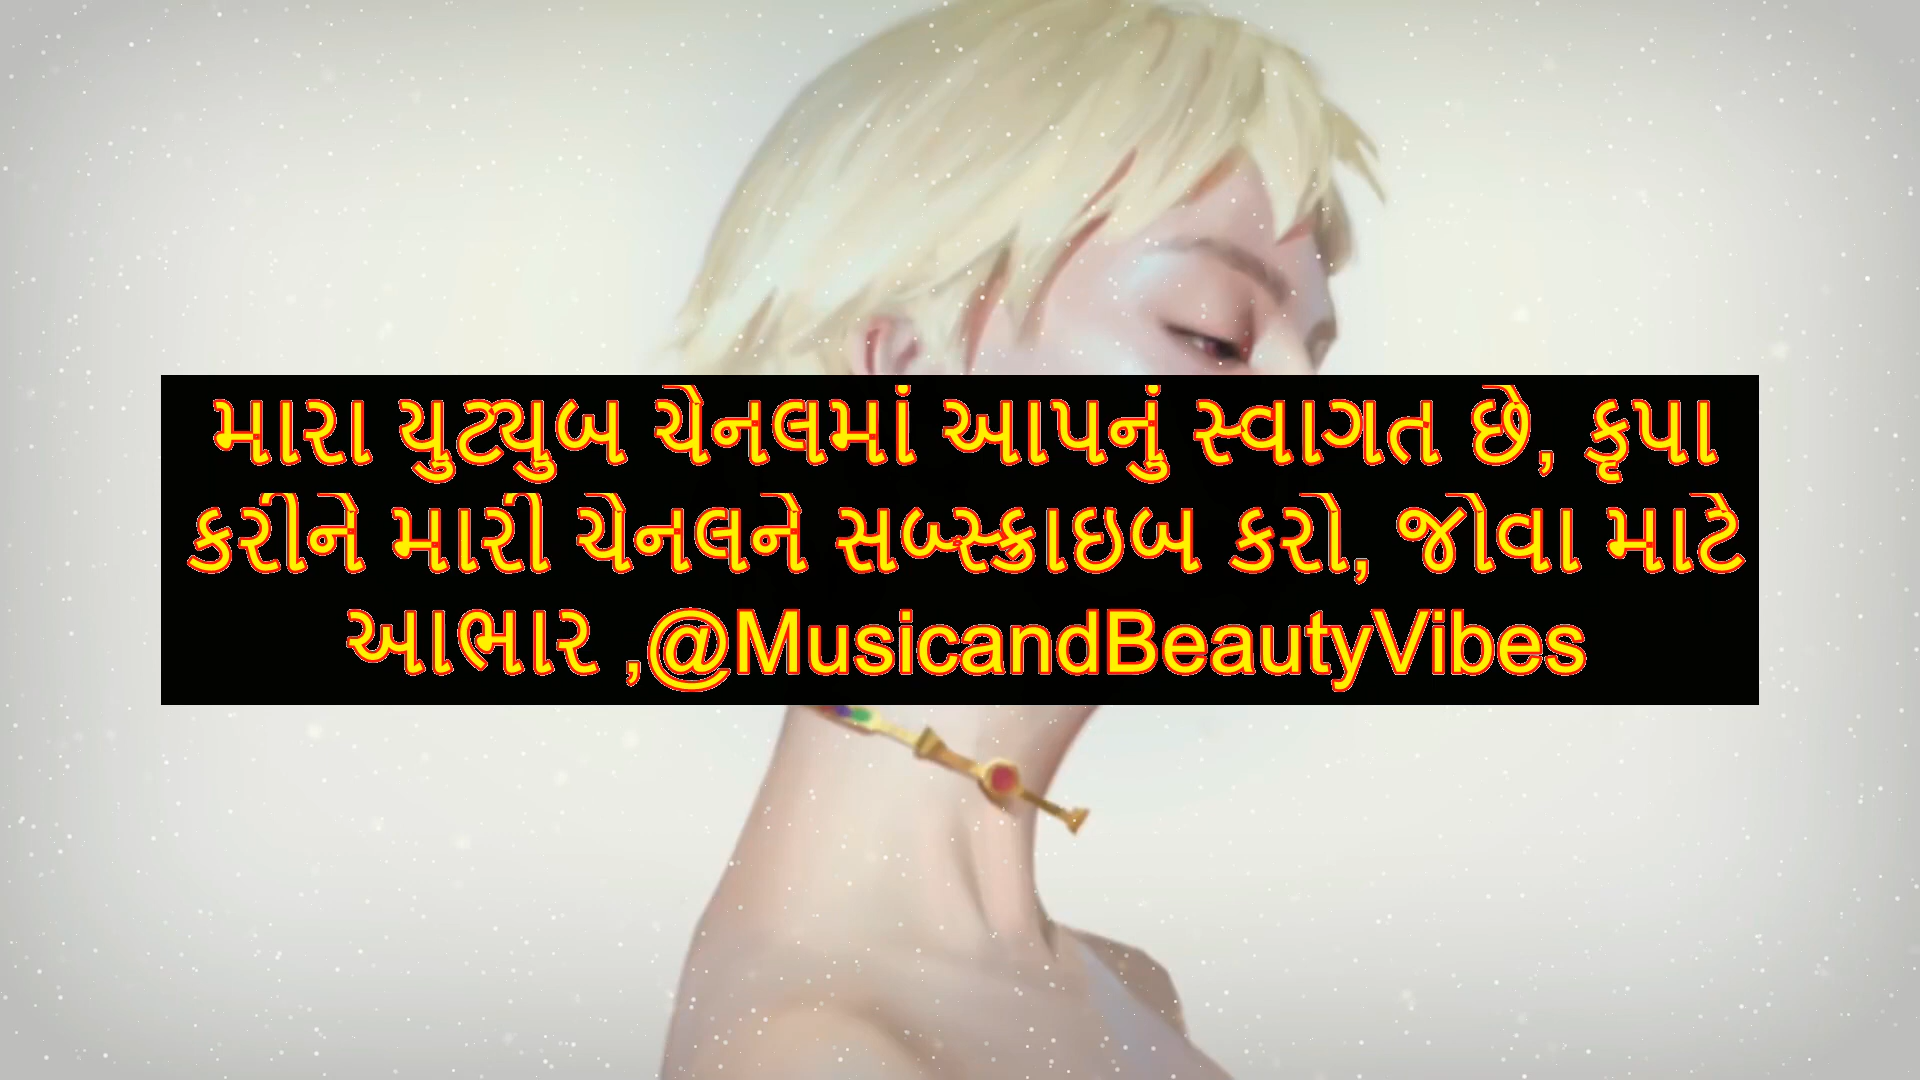 મારા યુટ્યુબ ચેનલમાં આપનું સ્વાગત છે, કૃપા
કરીને મારી ચેનલને સબ્સ્ક્રાઇબ કરો, જોવા માટે
આભાર ,@MusicandBeautyVibes